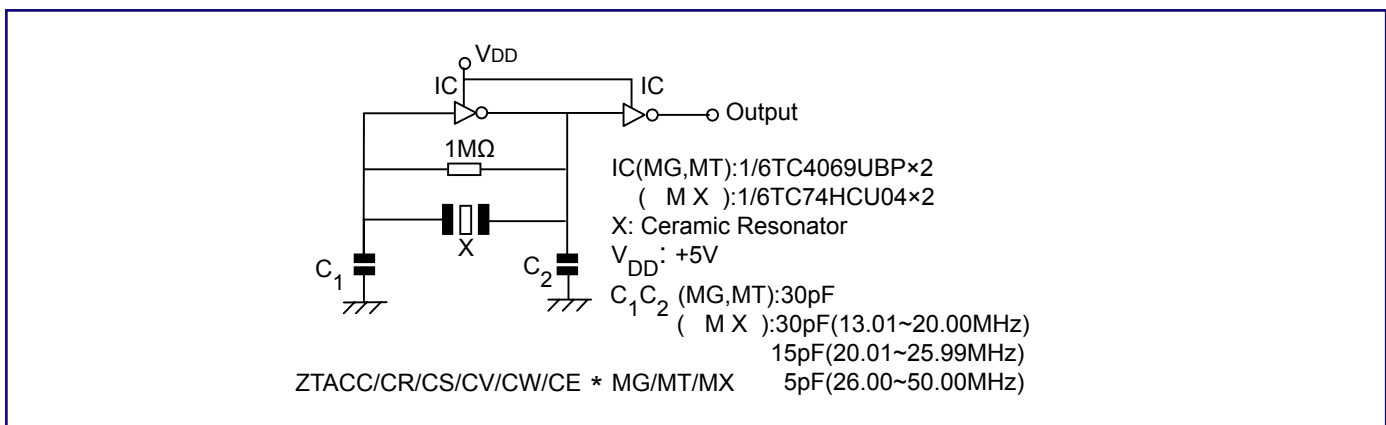 VDD
IC IC
Output
1MΩ
X
C1
C2
IC(MG,MT):1/6TC4069UBP×2
( M X ):1/6TC74HCU04×2
X: Ceramic Resonator
VDD: +5V
C1C2 (MG,MT):30pF
( M X ):30pF(13.01~20.00MHz)
15pF(20.01~25.99MHz)
ZTACC/CR/CS/CV/CW/CE * MG/MT/MX 5pF(26.00~50.00MHz)